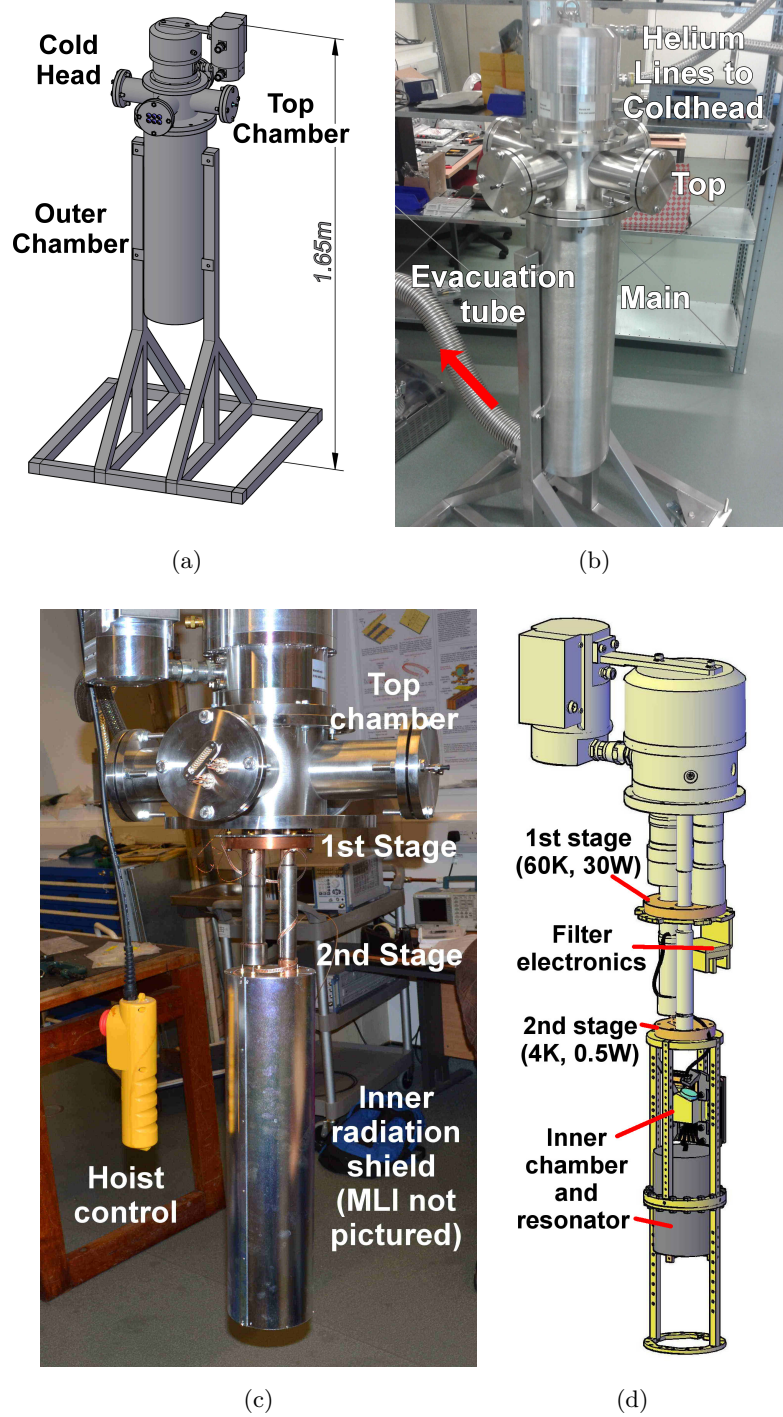 Cold
Head
Top
Chamber
Outer
Chamber
1.65m
(a)
Helium
Lines to
Coldhead
Top
Evacuation
tube
Main
(b)
Top
chamber
1st Stage
2nd Stage
Inner
radiation
shield
(MLI not
pictured)
Hoist
control
(c)
1st stage
(60K, 30W)
Filter
electronics
2nd stage
(4K, 0.5W)
Inner
chamber
and
resonator
(d)